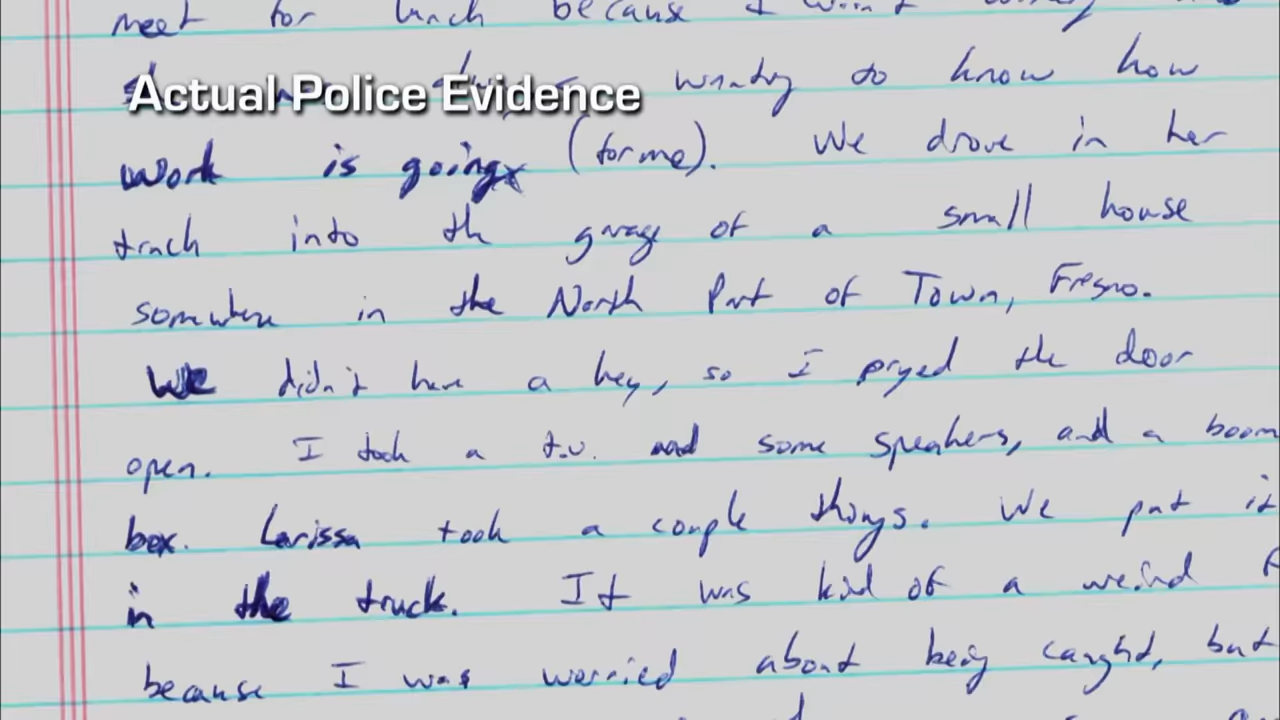 meet for lunch because I
Actual Police Evidence
to know how
work is going (for me). We drove in her
truck into the garage of a small house
somewhere in the North Part of Town, Fresno.
We didn't have a key, so I pryed the door
open. I took a t.v. and some speakers, and a boom
box. Larissa took a couple things. We put it
in the truck. It was kind of a weird
because I was worried about being caught, but